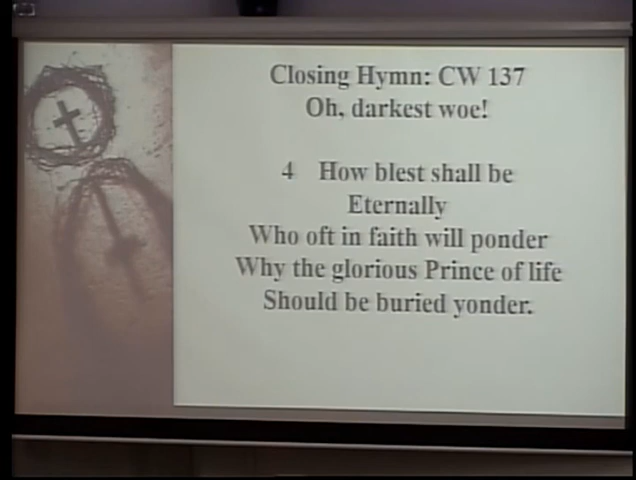 Closing Hymn: CW 137
Oh, darkest woe!
4 How blest shall be
Eternally
Who oft in faith will ponder
Why the glorious Prince of life
Should be buried yonder.